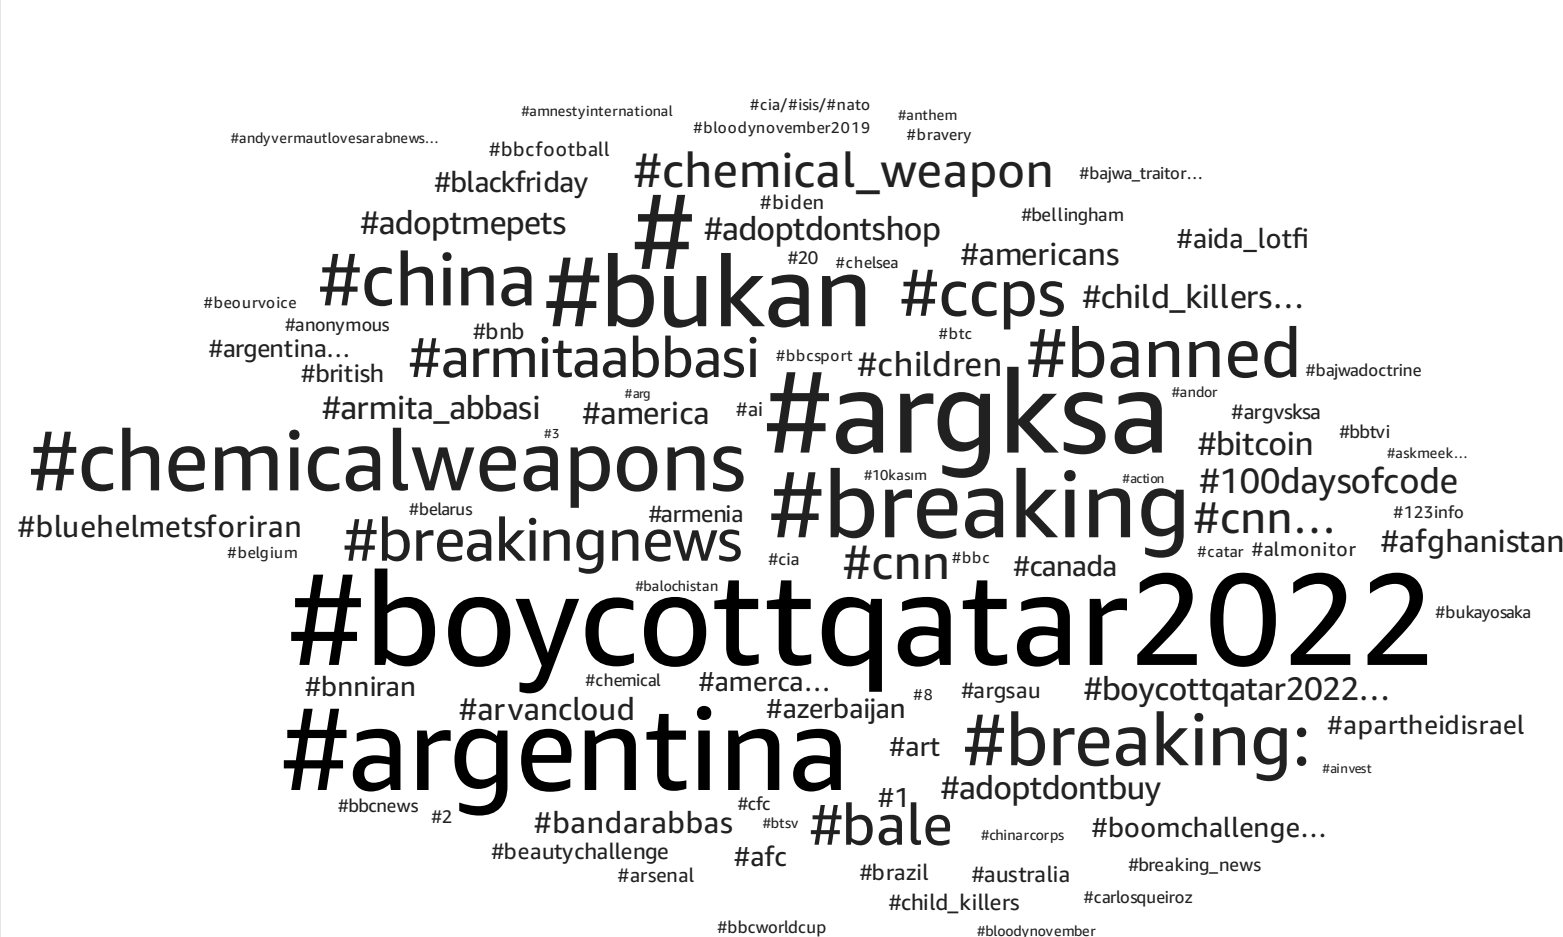 #cia/#isis/#nato
#amnestyinternational
#anthem
#bloodynovember2019
#bravery
#andyvermautlovesarabnews...
#bbcfootball
#chemical_weapon
#bajwa_traitor...
#blackfriday
#biden
#bellingham
#adoptmepets
#
#adoptdontshop
#aida_lotfi
#americans
#20
#chelsea
#china
#bukan
#ccps
#child_killers...
#beourvoice
#anonymous
#bnb
#btc
#argentina...
#armitaabbasi
#bbcsport
#children
#banned
#british
#bajwadoctrine
#arg
#andor
#armita_abbasi
#america
#ai
#argksa
#argvsksa
#3
#bbtvi
#bitcoin
#askmeek...
#chemicalweapons
#10kasım
#action
#100daysofcode
#belarus
#armenia
#breaking
#cnn...
#123info
#bluehelmetsforiran
#breakingnews
#afghanistan
#belgium
#cia
#cnn
#bbc
#canada
#catar
#almonitor
#balochistan
#boycottqatar2022
#bukayosaka
#bnniran
#chemical
#amerca...
#8
#argsau
#boycottqatar2022...
#arvancloud
#azerbaijan
#apartheidisrael
#argentina
#art
#breaking:
#ainvest
#adoptdontbuy
#bbcnews
#2
#cfc
#1
#bandarabbas
#btsv
#bale
#chinarcorps
#boomchallenge...
#beautychallenge
#afc
#breaking_news
#arsenal
#brazil
#australia
#child_killers
#carlosqueiroz
#bbcworldcup
#bloodynovember